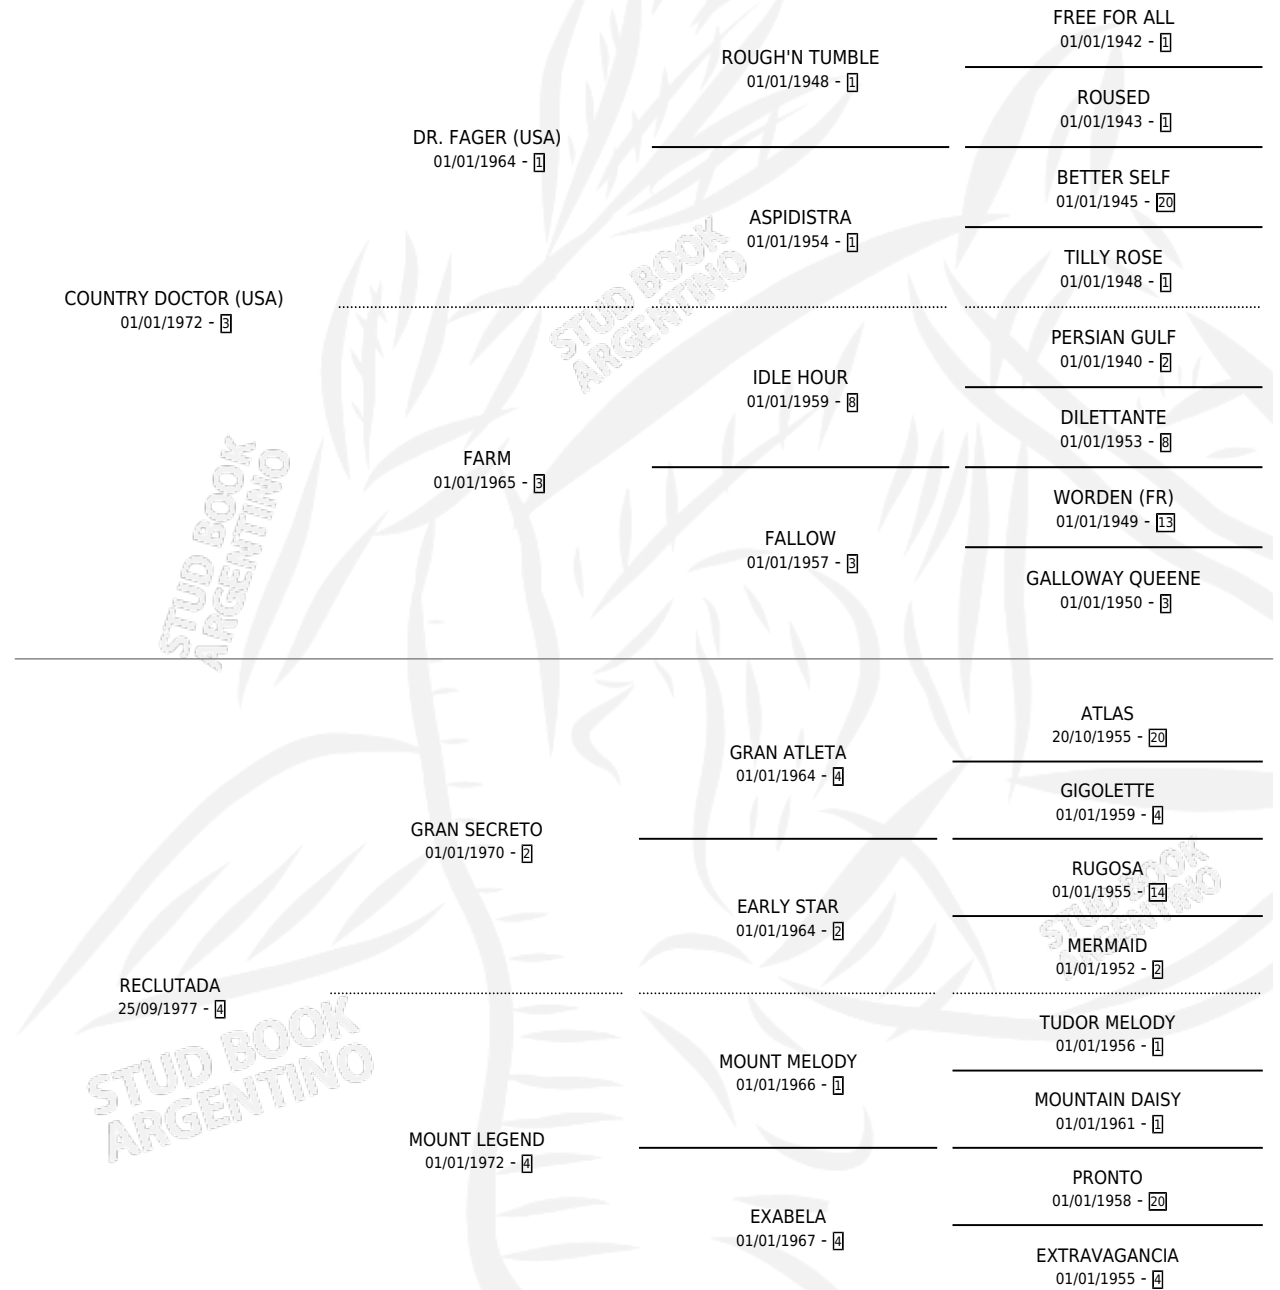 FREE FOR ALL
01/01/1942 - 1
ROUGH'N TUMBLE
01/01/1948 - 1
ROUSED
01/01/1943 - 1
DR. FAGER (USA)
01/01/1964 - 1
BETTER SELF
01/01/1945 - 20
ASPIDISTRA
01/01/1954 - 1
TILLY ROSE
01/01/1948 - 1
COUNTRY DOCTOR (USA)
01/01/1972 - 3
PERSIAN GULF
01/01/1940 - 2
IDLE HOUR
01/01/1959 - 8
DILETTANTE
01/01/1953 - 8
FARM
01/01/1965 - 3
WORDEN (FR)
01/01/1949 - 13
FALLOW
01/01/1957 - 3
GALLOWAY QUEENE
01/01/1950 - 3
STUD BOOK
ARGENTINO
STUD BOOK
ARGENTINO
ATLAS
20/10/1955 - 20
GRAN ATLETA
01/01/1964 - 4
GIGOLETTE
01/01/1959 - 4
GRAN SECRETO
01/01/1970 - 2
RUGOSA
01/01/1955 - 14
EARLY STAR
01/01/1964 - 2
MERMAID
01/01/1952 - 2
RECLUTADA
25/09/1977 - 4
TUDOR MELODY
01/01/1956 - 1
MOUNT MELODY
01/01/1966 - 1
MOUNTAIN DAISY
01/01/1961 - 1
MOUNT LEGEND
01/01/1972 - 4
PRONTO
01/01/1958 - 20
EXABELA
01/01/1967 - 4
EXTRAVAGANCIA
01/01/1955 - 4
STUD BOOK
ARGENTINO
STUD BOOK
ARGENTINO